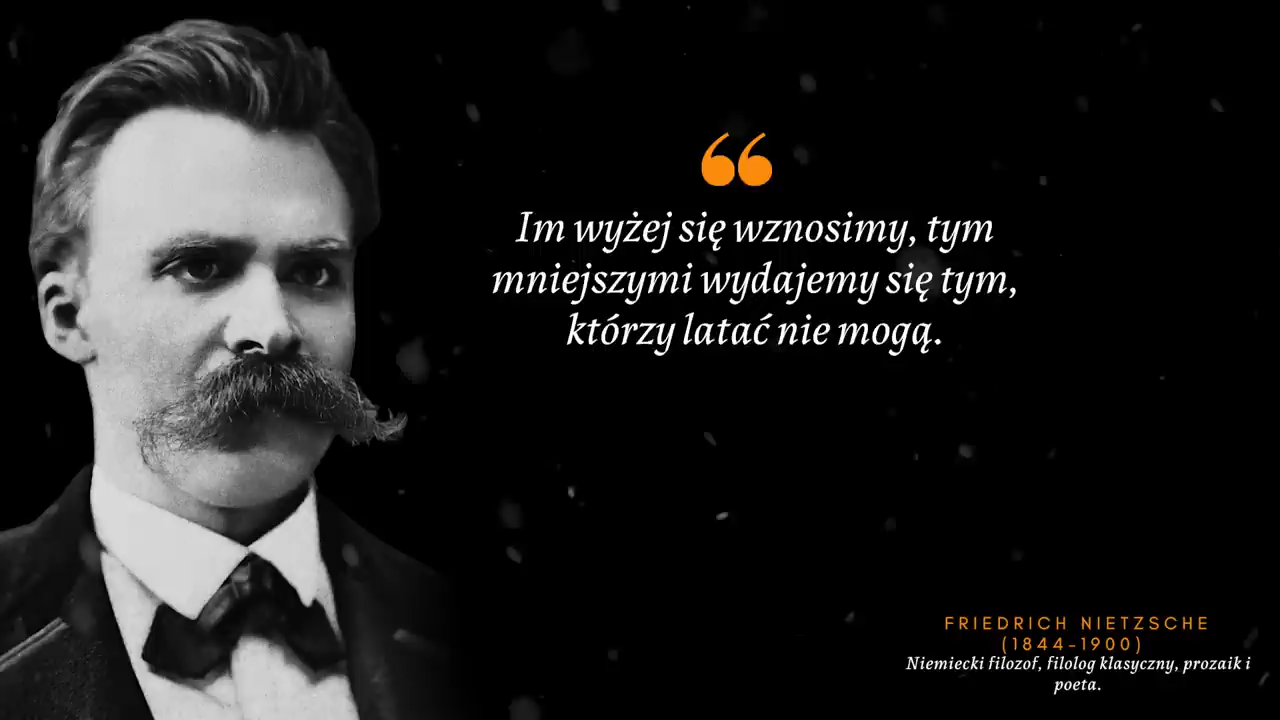 Im wyżej się wznosimy, tym
mniejszymi wydajemy się tym,
którzy latać nie mogą.
FRIEDRICH NIETZSCHE
(1844-1900)
Niemiecki filozof, filolog klasyczny, prozaik i
poeta.